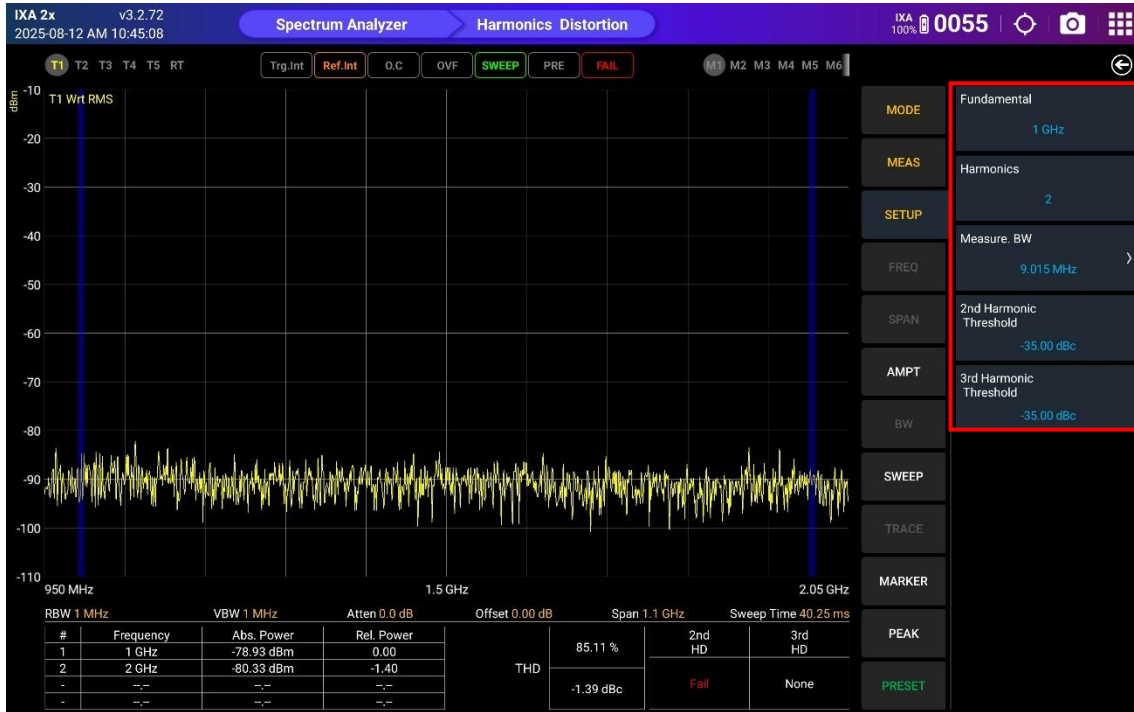 IXA 2x v3.2.72
2025-08-12 AM 10:45:08
Spectrum Analyzer
Harmonics Distortion
IXA
100%
0055
T1 T2 T3 T4 T5 RT
Trg.Int
Ref.Int
O.C
OVF
SWEEP
PRE
FAIL
M1 M2 M3 M4 M5 M6
dBm
T1 Wrt RMS
-10
-20
-30
-40
-50
-60
-70
-80
-90
-100
-110
950 MHz 1.5 GHz 2.05 GHz
RBW 1 MHz VBW 1 MHz Atten 0.0 dB Offset 0.00 dB Span 1.1 GHz Sweep Time 40.25 ms
# Frequency Abs. Power Rel. Power
1 1 GHz -78.93 dBm 0.00
2 2 GHz -80.33 dBm -1.40
- --.-- --.-- --.--
- --.-- --.-- --.--
THD
85.11 %
-1.39 dBc
2nd
HD
3rd
HD
Fail
None
MODE
MEAS
SETUP
FREQ
SPAN
AMPT
BW
SWEEP
TRACE
MARKER
PEAK
PRESET
Fundamental
1 GHz
Harmonics
2
Measure. BW
9.015 MHz
2nd Harmonic
Threshold
-35.00 dBc
3rd Harmonic
Threshold
-35.00 dBc